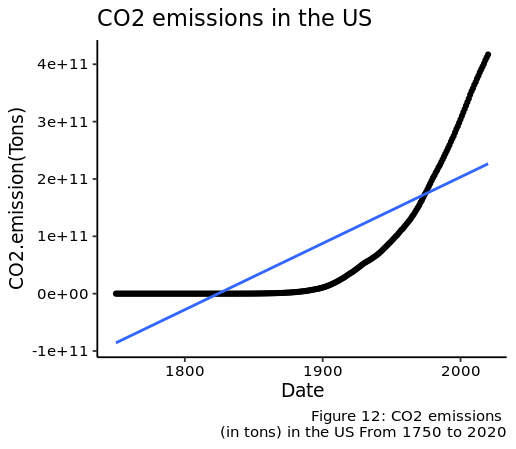 CO2 emissions in the US
CO2.emission(Tons)
4e+11
3e+11
2e+11
1e+11
0e+00
-1e+11
1800
1900
2000
Date
Figure 12: CO2 emissions
(in tons) in the US From 1750 to 2020